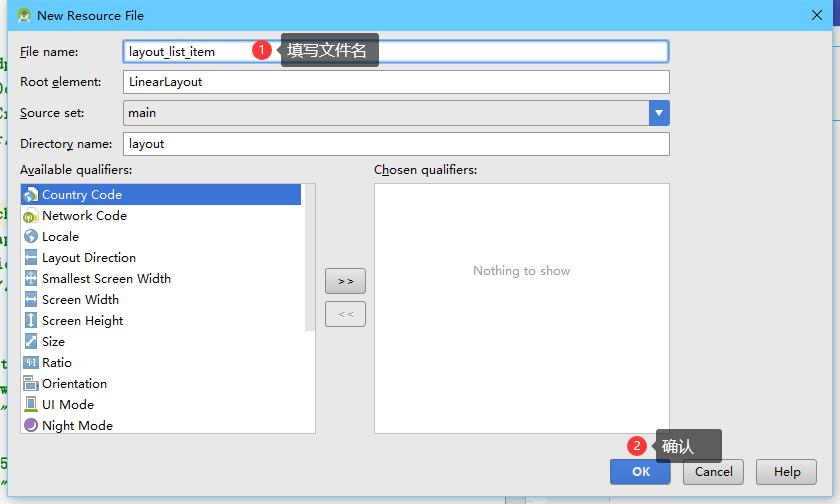 New Resource File
File name: layout_list_item 1 填写文件名
Root element: LinearLayout
Source set: main
Directory name: layout
Available qualifiers: Chosen qualifiers:
Country Code
Network Code
Locale
Layout Direction
Smallest Screen Width
Screen Width
Screen Height
Size
Ratio
Orientation
UI Mode
Night Mode
>>
<<
Nothing to show
2 确认
OK Cancel Help